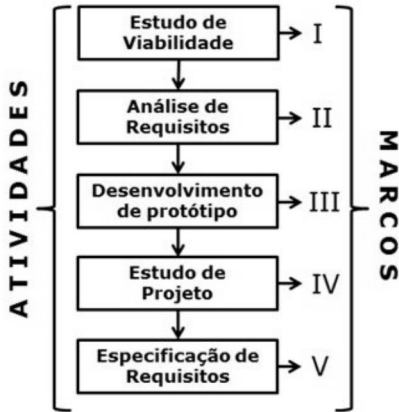 ATIVIDADES
Estudo de
Viabilidade
I
Análise de
Requisitos
II
Desenvolvimento
de protótipo
III
Estudo de
Projeto
IV
Especificação de
Requisitos
V
MARCOS